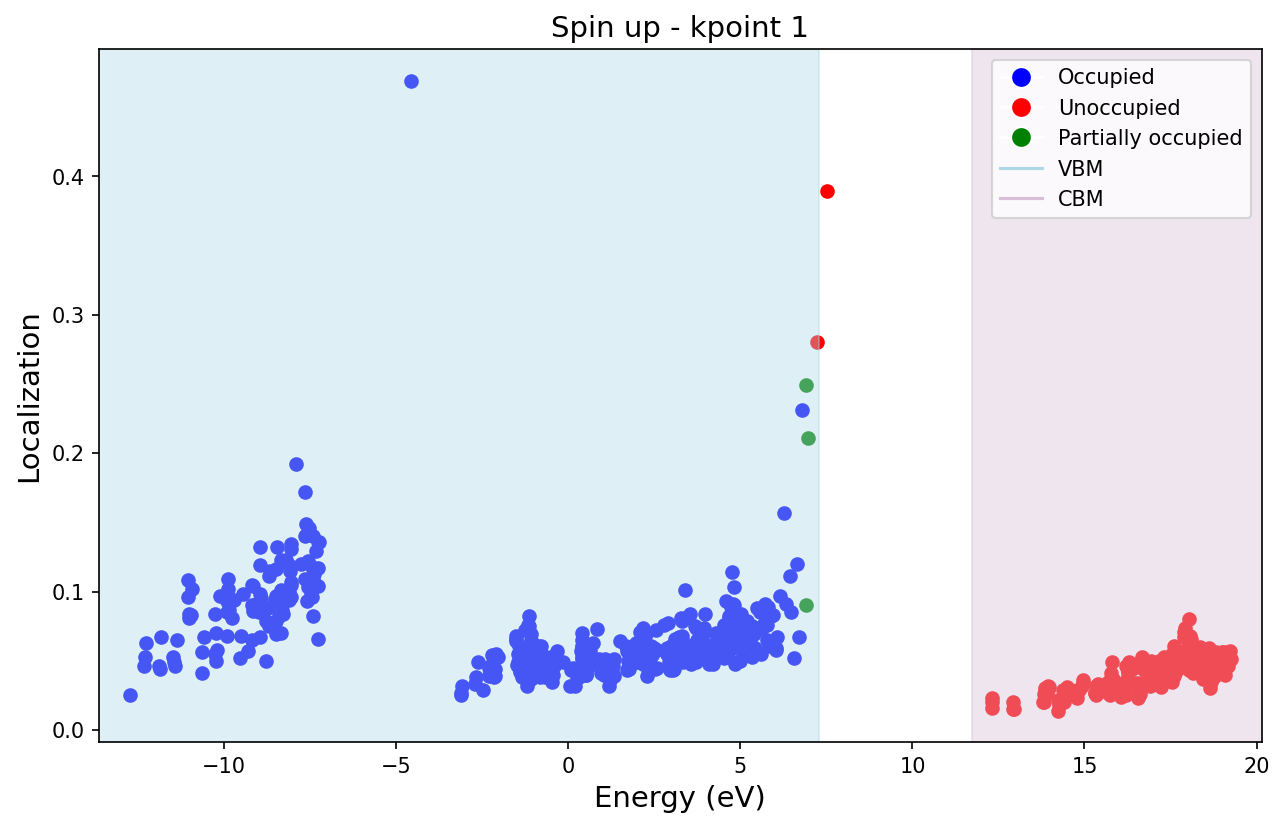 Spin up - kpoint 1
Localization
0.4
0.3
0.2
0.1
0.0
−10
−5
0
5
10
15
20
Energy (eV)
Occupied
Unoccupied
Partially occupied
VBM
CBM